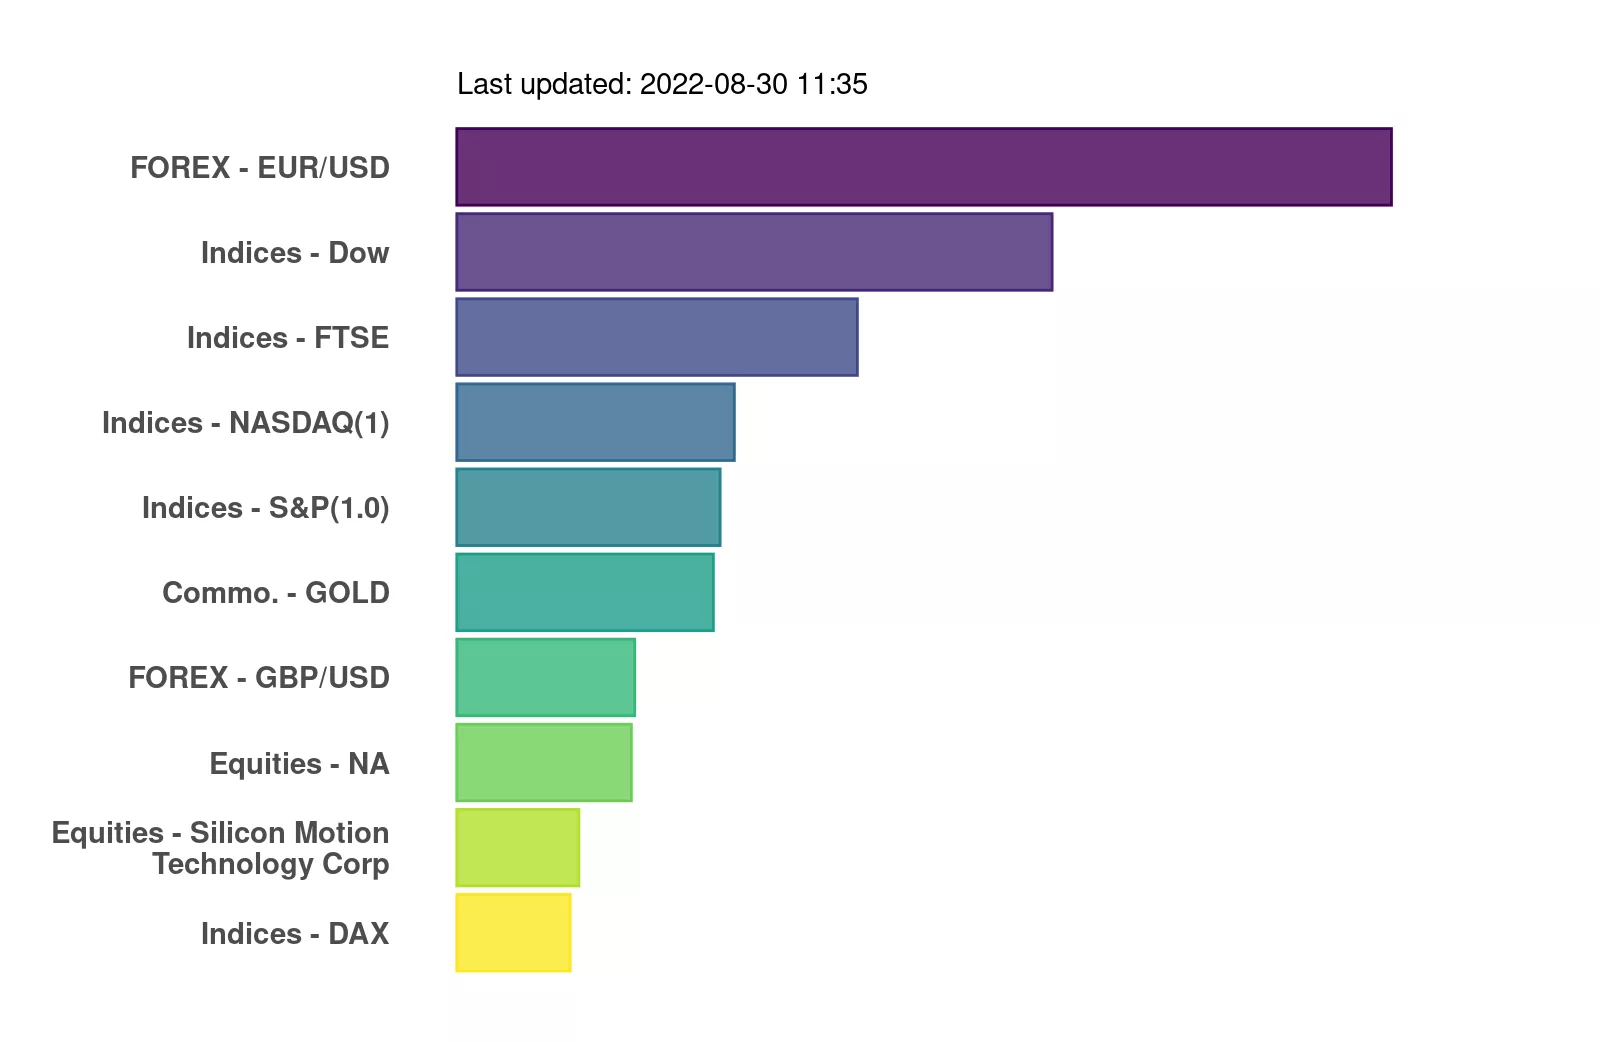 Last updated: 2022-08-30 11:35
FOREX - EUR/USD
Indices - Dow
Indices - FTSE
Indices - NASDAQ(1)
Indices - S&P(1.0)
Commo. - GOLD
FOREX - GBP/USD
Equities - NA
Equities - Silicon Motion
Technology Corp
Indices - DAX